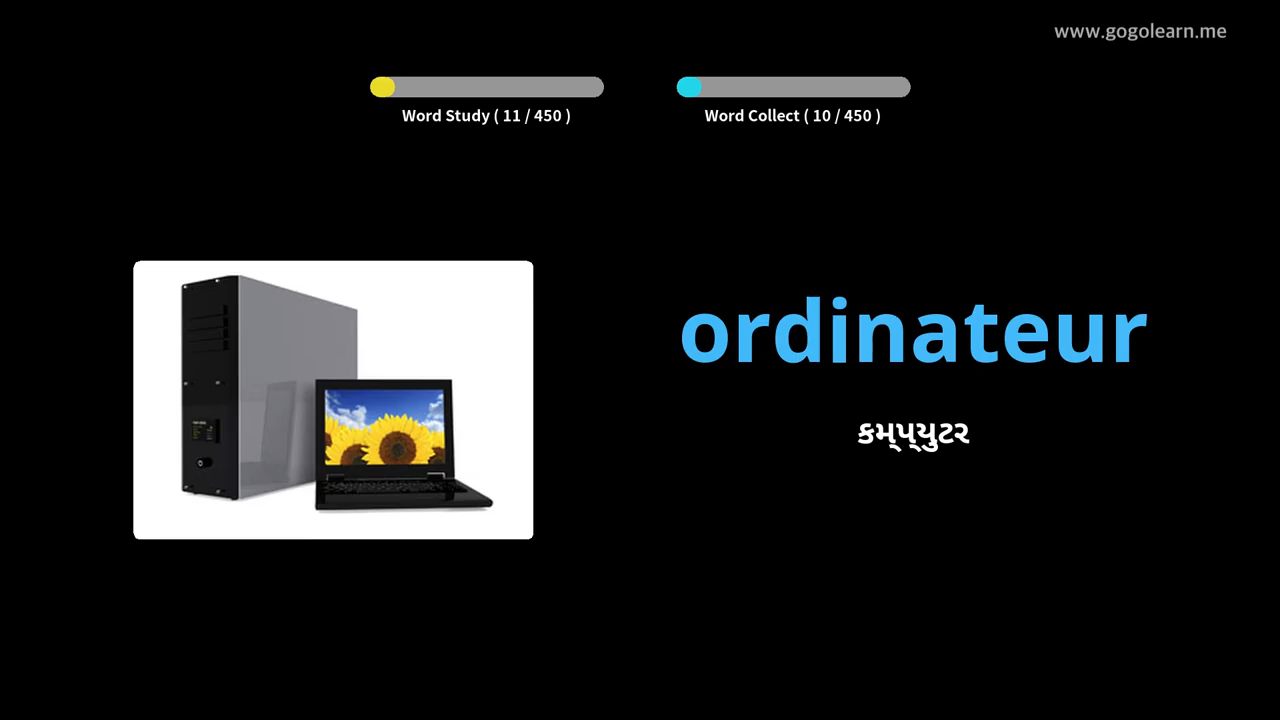 www.gogolearn.me
Word Study ( 11 / 450 )
Word Collect ( 10 / 450 )
ordinateur
કમ્પ્યુટર